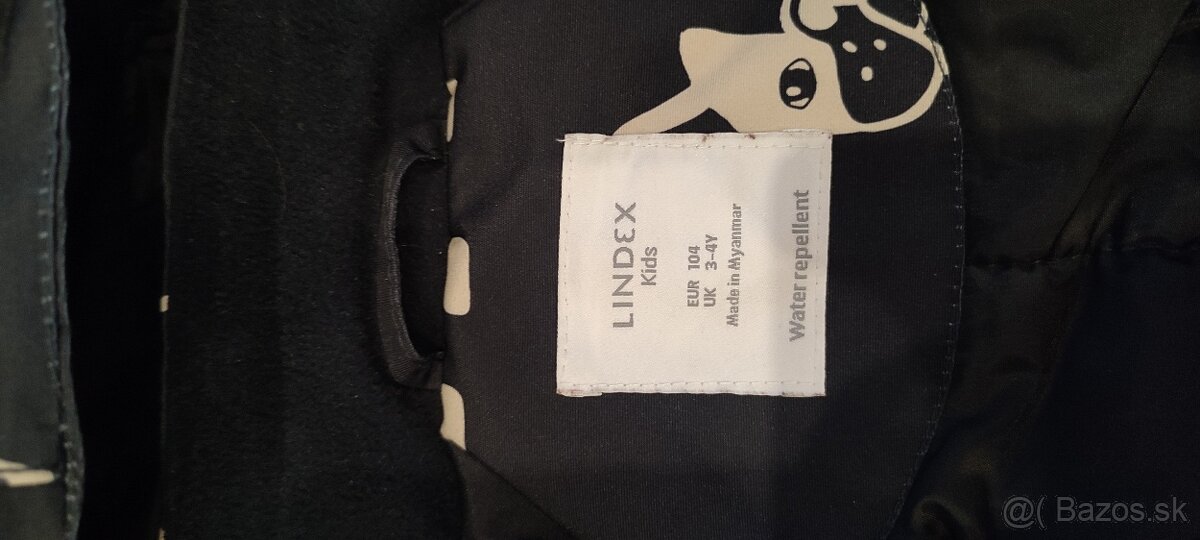 LINDEX
Kids
EUR 104
UK 3-4Y
Made in Myanmar
Water repellent
@( Bazos.sk